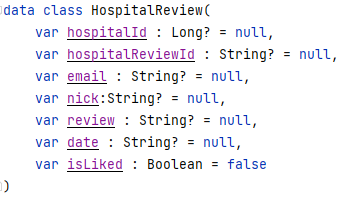 data class HospitalReview(
    var hospitalId : Long? = null,
    var hospitalReviewId : String? = null,
    var email : String? = null,
    var nick:String? = null,
    var review : String? = null,
    var date : String? = null,
    var isLiked : Boolean = false
)